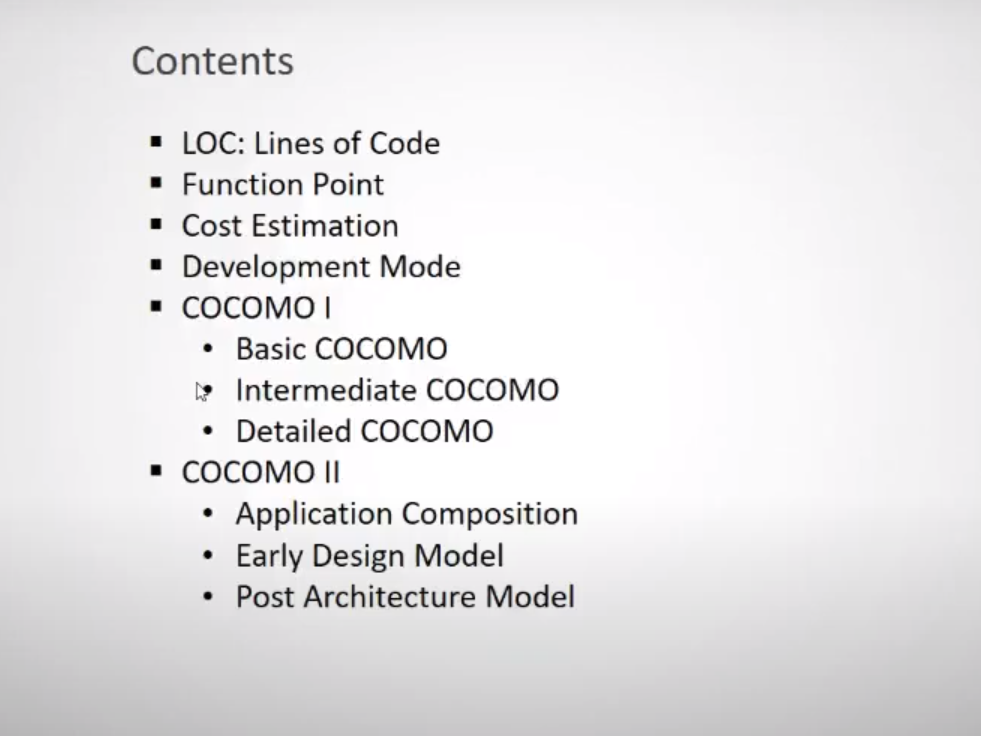 Contents
LOC: Lines of Code
Function Point
Cost Estimation
Development Mode
COCOMO I
Basic COCOMO
Intermediate COCOMO
Detailed COCOMO
COCOMO II
Application Composition
Early Design Model
Post Architecture Model